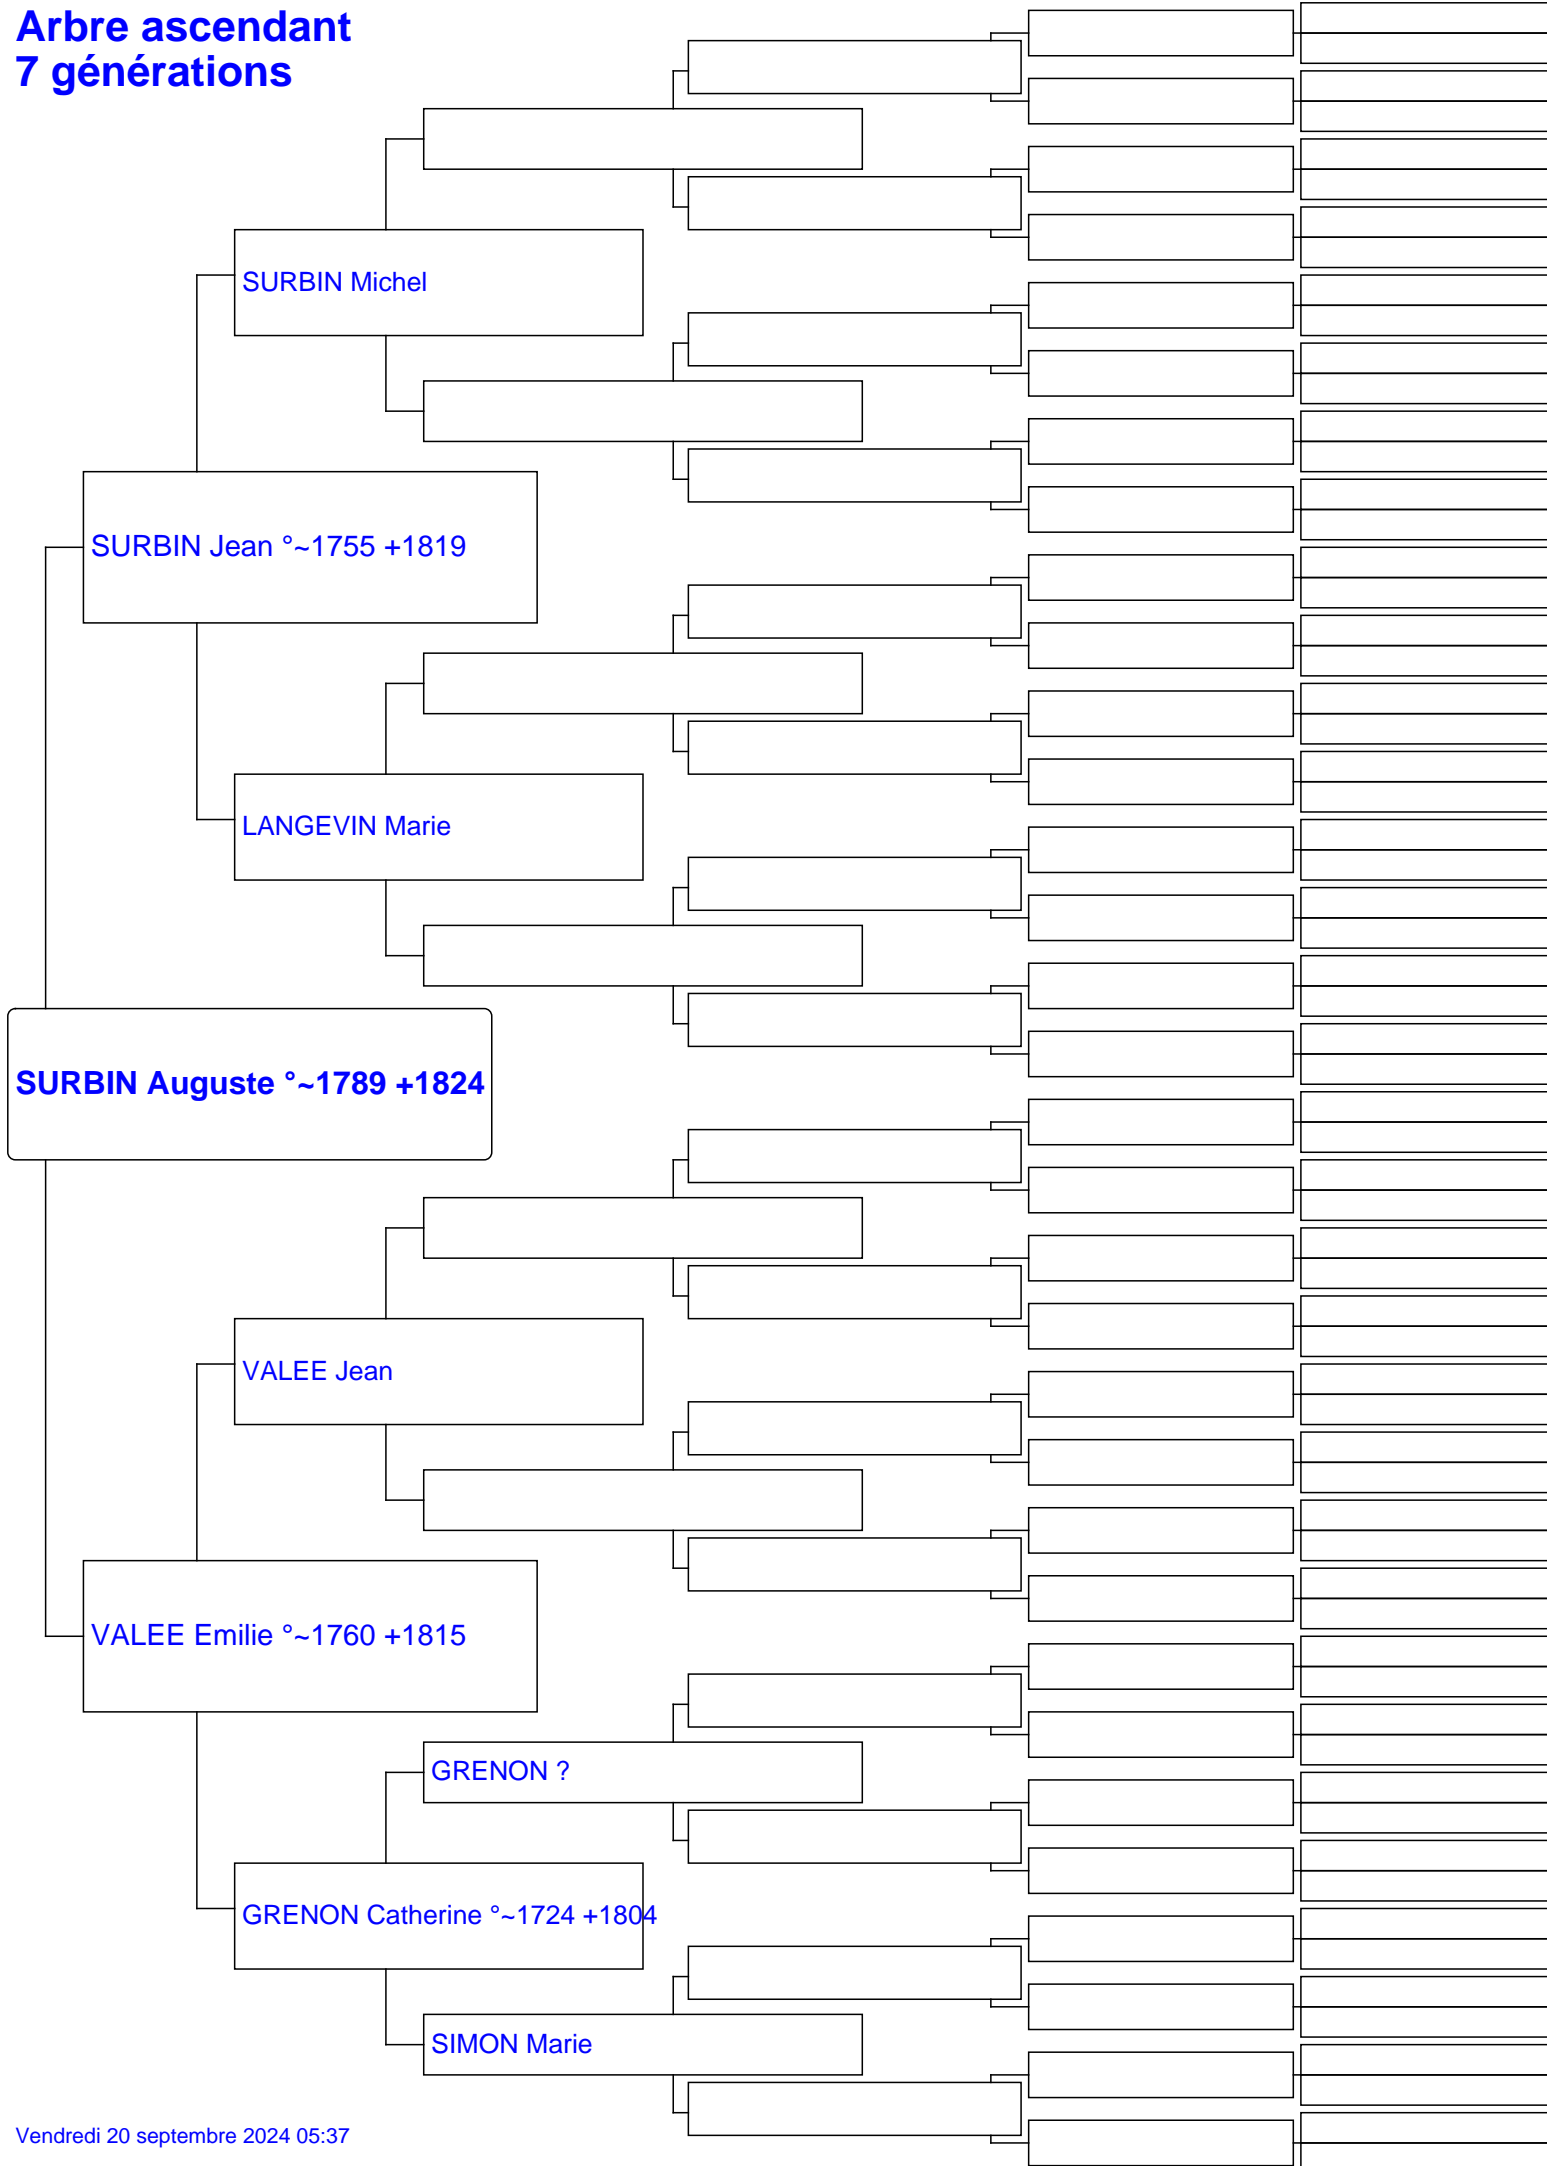 Arbre ascendant
7 générations
SURBIN Michel
SURBIN Jean °~1755 +1819
LANGEVIN Marie
SURBIN Auguste °~1789 +1824
VALEE Jean
VALEE Emilie °~1760 +1815
GRENON ?
GRENON Catherine °~1724 +1804
SIMON Marie
Vendredi 20 septembre 2024 05:37